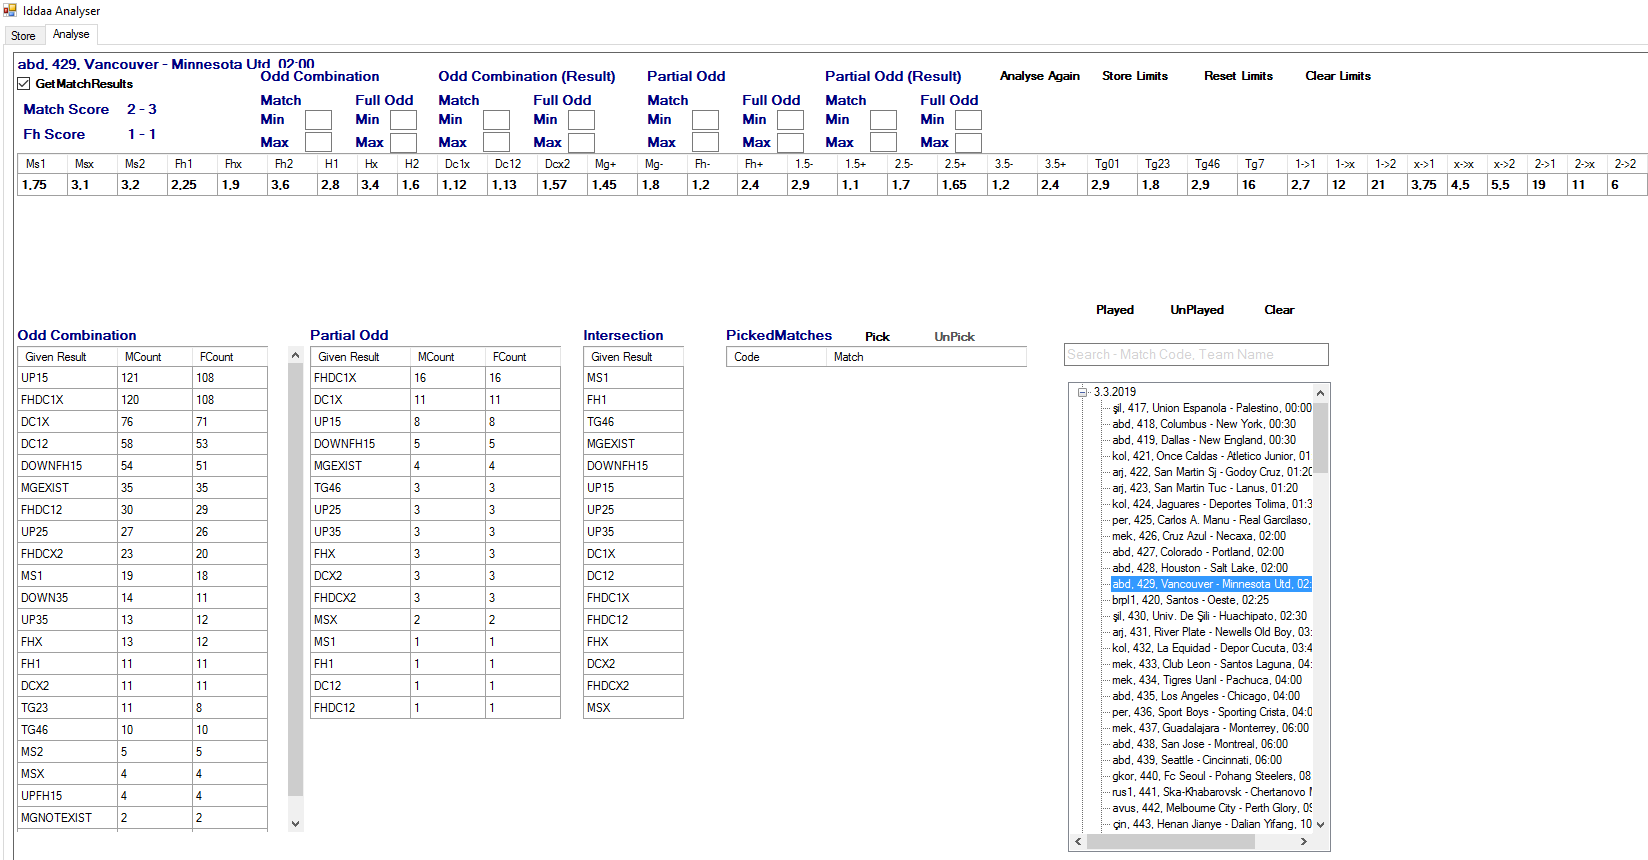 Iddaa Analyser
Store Analyse
abd, 429, Vancouver - Minnesota Utd, 02:00
GetMatchResults
Match Score 2 - 3
Fh Score 1 - 1
Odd Combination Odd Combination (Result) Partial Odd Partial Odd (Result) Analyse Again Store Limits Reset Limits Clear Limits
Match Full Odd Match Full Odd Match Full Odd Match Full Odd
Min Min Min Min Min Min Min Min
Max Max Max Max Max Max Max Max
Ms1 Msx Ms2 Fh1 Fhx Fh2 H1 Hx H2 Dc1x Dc12 Dcx2 Mg+ Mg- Fh- Fh+ 1.5- 1.5+ 2.5- 2.5+ 3.5- 3.5+ Tg01 Tg23 Tg46 Tg7 1->1 1->x 1->2 x->1 x->x x->2 2->1 2->x 2->2
1,75 3,1 3,2 2,25 1,9 3,6 2,8 3,4 1,6 1,12 1,13 1,57 1,45 1,8 1,2 2,4 2,9 1,1 1,7 1,65 1,2 2,4 2,9 1,8 2,9 16 2,7 12 21 3,75 4,5 5,5 19 11 6
Played UnPlayed Clear
Odd Combination
Given Result MCount FCount
UP15 121 108
FHDC1X 120 108
DC1X 76 71
DC12 58 53
DOWNFH15 54 51
MGEXIST 35 35
FHDC12 30 29
UP25 27 26
FHDCX2 23 20
MS1 19 18
DOWN35 14 11
UP35 13 12
FHX 13 12
FH1 11 11
DCX2 11 11
TG23 11 8
TG46 10 10
MS2 5 5
MSX 4 4
UPFH15 4 4
MGNOTEXIST 2 2
Partial Odd
Given Result MCount FCount
FHDC1X 16 16
DC1X 11 11
UP15 8 8
DOWNFH15 5 5
MGEXIST 4 4
TG46 3 3
UP25 3 3
UP35 3 3
FHX 3 3
DCX2 3 3
FHDCX2 3 3
MSX 2 2
MS1 1 1
FH1 1 1
DC12 1 1
FHDC12 1 1
Intersection
Given Result
MS1
FH1
TG46
MGEXIST
DOWNFH15
UP15
UP25
UP35
DC1X
DC12
FHDC1X
FHDC12
FHX
DCX2
FHDCX2
MSX
PickedMatches Pick UnPick
Code Match
Search - Match Code, Team Name
3.3.2019
şil, 417, Union Espanola - Palestino, 00:00
abd, 418, Columbus - New York, 00:30
abd, 419, Dallas - New England, 00:30
kol, 421, Once Caldas - Atletico Junior, 01
arj, 422, San Martin Sj - Godoy Cruz, 01:20
arj, 423, San Martin Tuc - Lanus, 01:20
kol, 424, Jaguares - Deportes Tolima, 01:3
per, 425, Carlos A. Manu - Real Garcilaso,
mek, 426, Cruz Azul - Necaxa, 02:00
abd, 427, Colorado - Portland, 02:00
abd, 428, Houston - Salt Lake, 02:00
abd, 429, Vancouver - Minnesota Utd, 02:
brpl1, 420, Santos - Oeste, 02:25
şil, 430, Univ. De Şili - Huachipato, 02:30
arj, 431, River Plate - Newells Old Boy, 03:
kol, 432, La Equidad - Depor Cucuta, 03:4
mek, 433, Club Leon - Santos Laguna, 04:
mek, 434, Tigres Uanl - Pachuca, 04:00
abd, 435, Los Angeles - Chicago, 04:00
per, 436, Sport Boys - Sporting Crista, 04:0
mek, 437, Guadalajara - Monterrey, 06:00
abd, 438, San Jose - Montreal, 06:00
abd, 439, Seattle - Cincinnati, 06:00
gkor, 440, Fc Seoul - Pohang Steelers, 08
rus1, 441, Ska-Khabarovsk - Chertanovo
avus, 442, Melbourne City - Perth Glory, 09
çin, 443, Henan Jianye - Dalian Yifang, 10